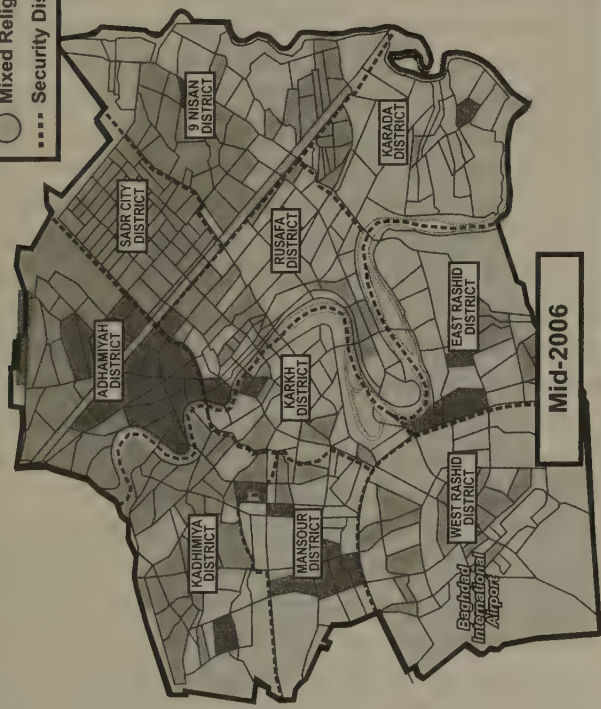 Mixed Relig
Security Dis
9 NISAN
DISTRICT
SADR CITY
DISTRICT
ADHAMIYAH
DISTRICT
RUSAFA
DISTRICT
KARADA
DISTRICT
KADHIMIYA
DISTRICT
KARKH
DISTRICT
MANSOUR
DISTRICT
EAST RASHID
DISTRICT
WEST RASHID
DISTRICT
Baghdad
International
Airport
Mid-2006